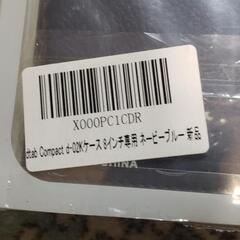 X000PC1CDR
dtab Compact d-02Kケース 8インチ専用 ネービーブルー 新品
CHINA